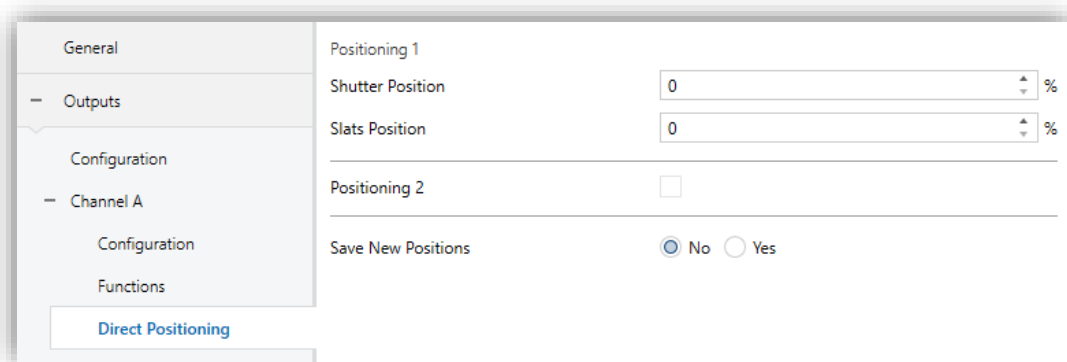 General
Outputs
Configuration
Channel A
Configuration
Functions
Direct Positioning
Positioning 1
Shutter Position 0 %
Slats Position 0 %
Positioning 2
Save New Positions No Yes